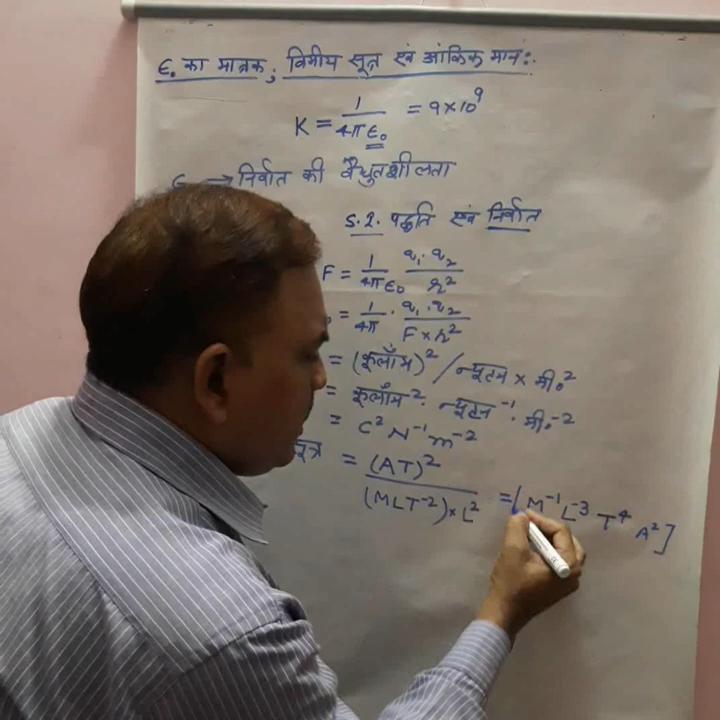 ϵ₀ का मात्रक, विमीय सूत्र एवं आंकिक मान:-
K = 1/4π ϵ₀ = 9×10⁹
→ निर्वात की वैद्युतशीलता
S.I. पद्धति एवं निर्वात
F = 1/4πϵ₀ q₁.q₂/r²
= 1/4π . q₁.q₂/F×r²
= (कूलॉम)² / न्यूटन × मी०²
= कूलॉम². न्यूटन⁻¹. मी०⁻²
= C² N⁻¹ m⁻²
सूत्र = (AT)²/(MLT⁻²)×L² = [M⁻¹ L⁻³ T⁴ A²]